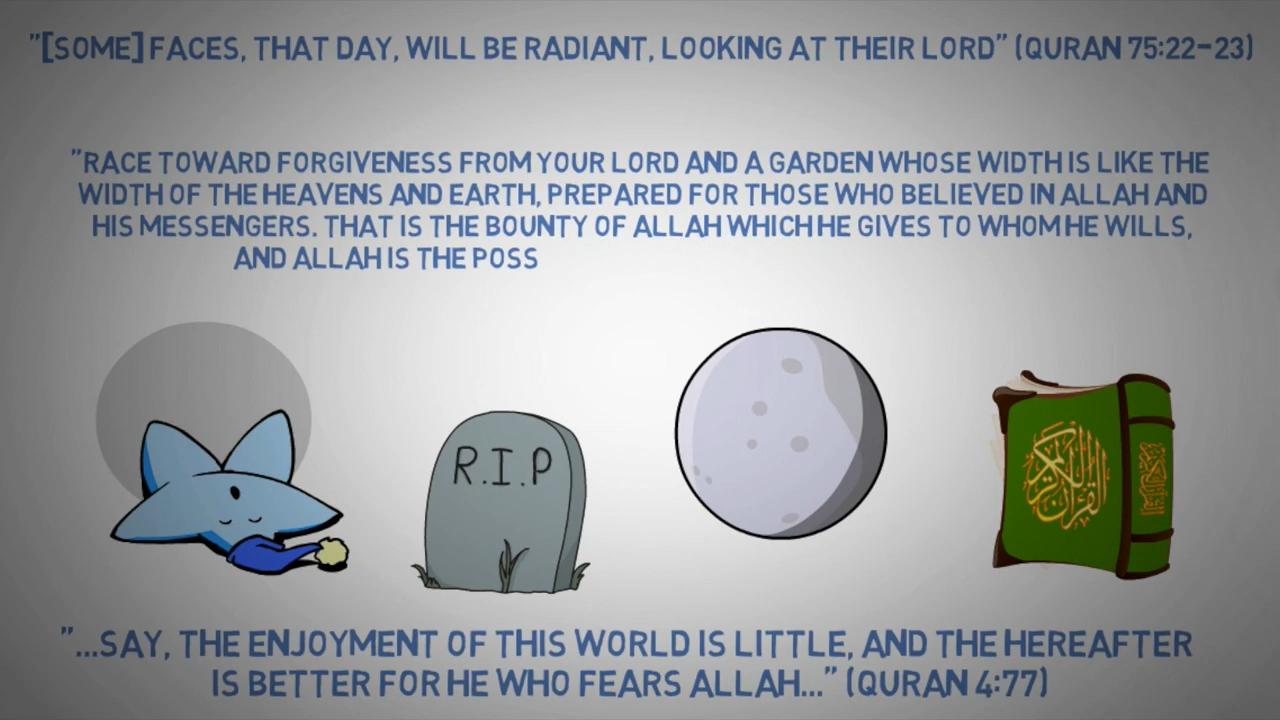 "[SOME] FACES, THAT DAY, WILL BE RADIANT, LOOKING AT THEIR LORD" (QURAN 75:22-23)
"RACE TOWARD FORGIVENESS FROM YOUR LORD AND A GARDEN WHOSE WIDTH IS LIKE THE
WIDTH OF THE HEAVENS AND EARTH, PREPARED FOR THOSE WHO BELIEVED IN ALLAH AND
HIS MESSENGERS. THAT IS THE BOUNTY OF ALLAH WHICH HE GIVES TO WHOM HE WILLS,
AND ALLAH IS THE POSS
R.I.P
القرآن الكريم
القرآن الكريم
"...SAY, THE ENJOYMENT OF THIS WORLD IS LITTLE, AND THE HEREAFTER
IS BETTER FOR HE WHO FEARS ALLAH..." (QURAN 4:77)